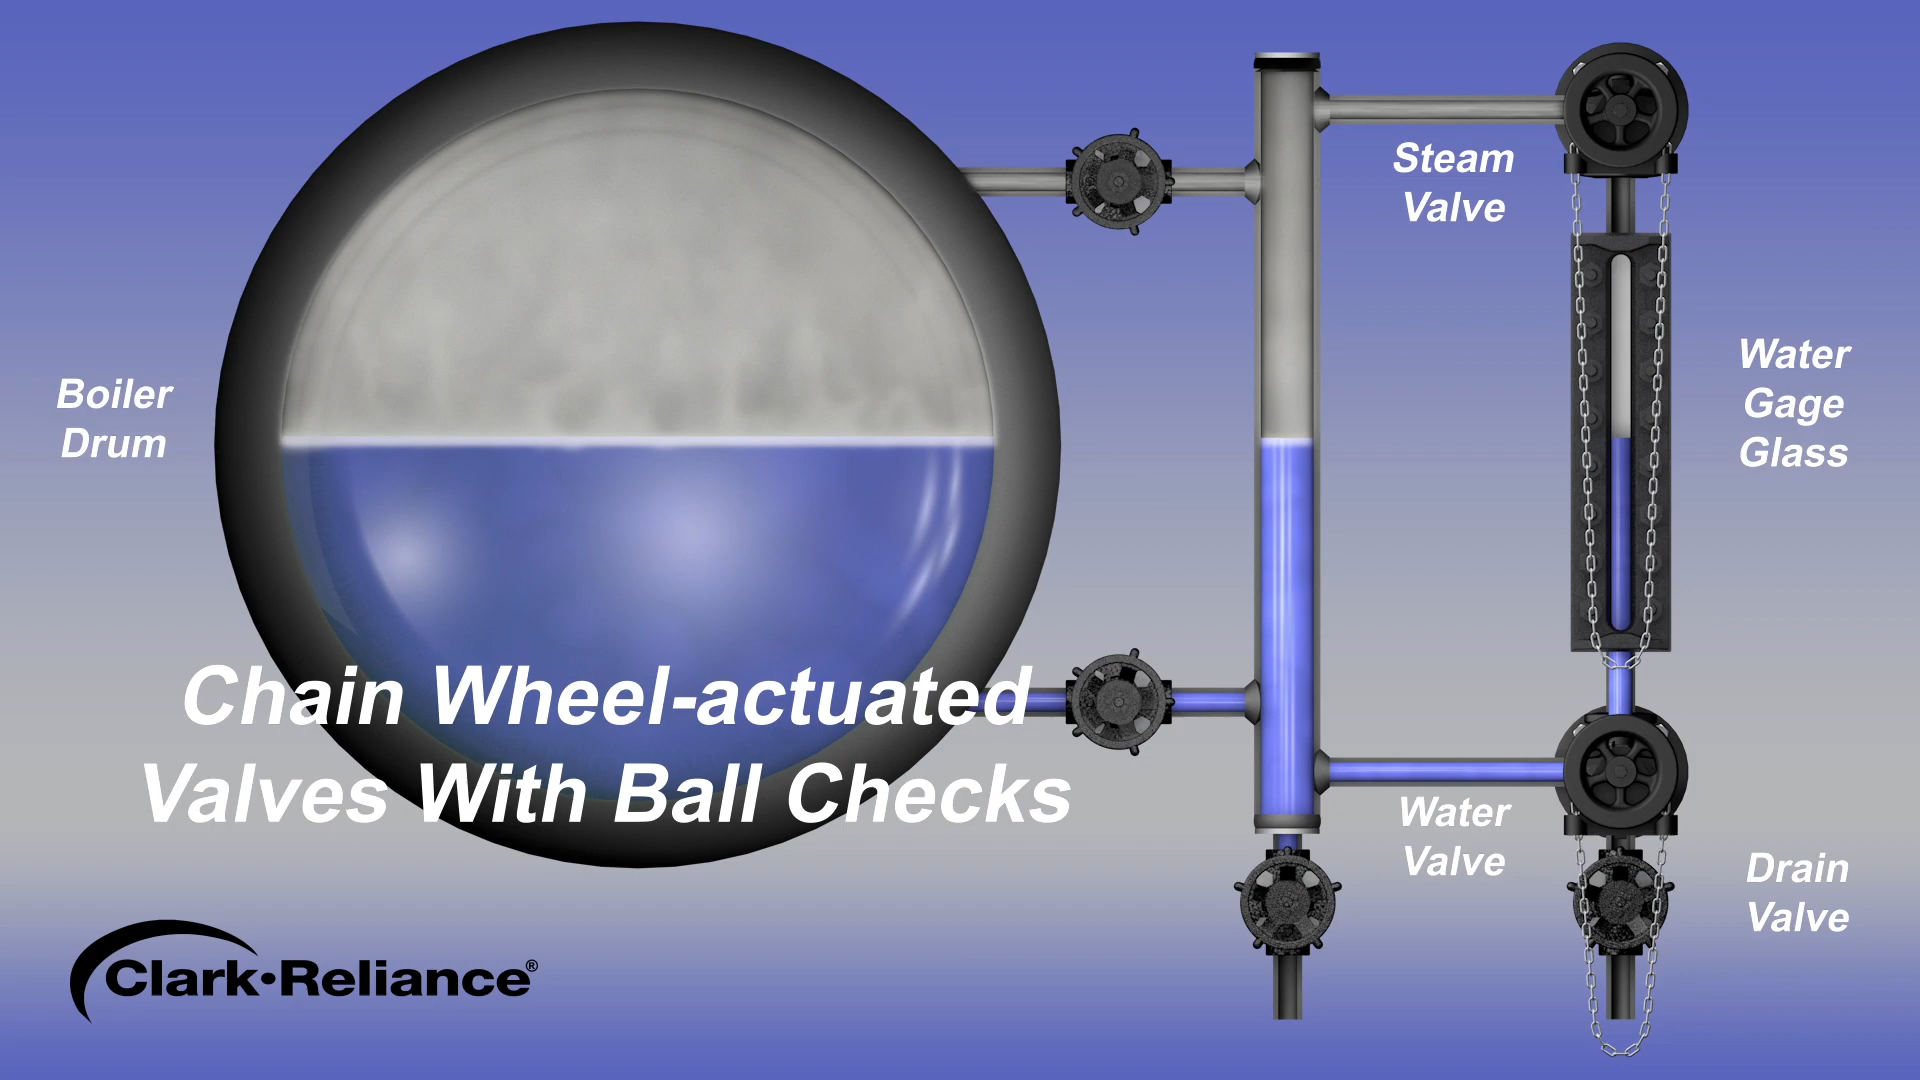 Steam
Valve
Boiler
Drum
Water
Gage
Glass
Chain Wheel-actuated
Valves With Ball Checks
Water
Valve
Drain
Valve
Clark·Reliance®